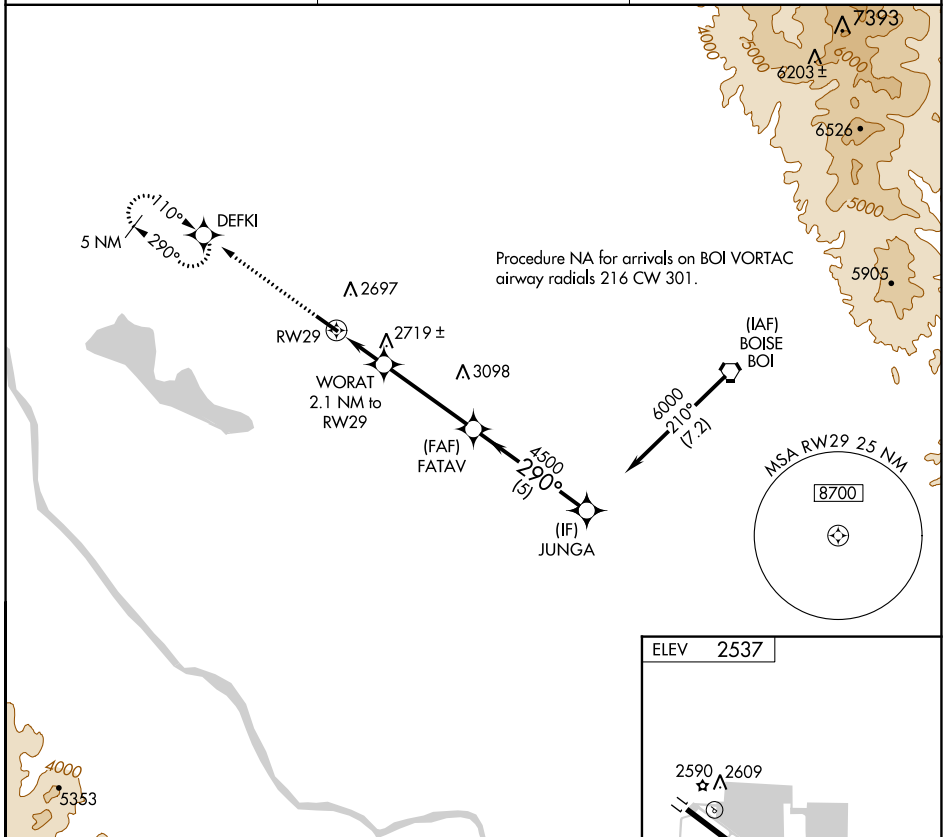 4000
5000
6000
7393
6203 ±
6526
5000
5905
110°
DEFKI
5 NM
290°
Procedure NA for arrivals on BOI VORTAC
airway radials 216 CW 301.
2697
RW29
2719 ±
WORAT
2.1 NM to
RW29
3098
(IAF)
BOISE
BOI
6000
210°
(7.2)
(FAF)
FATAV
4500
290°
(5)
(IF)
JUNGA
MSA RW29 25 NM
8700
ELEV 2537
2590
2609
11
4000
5353